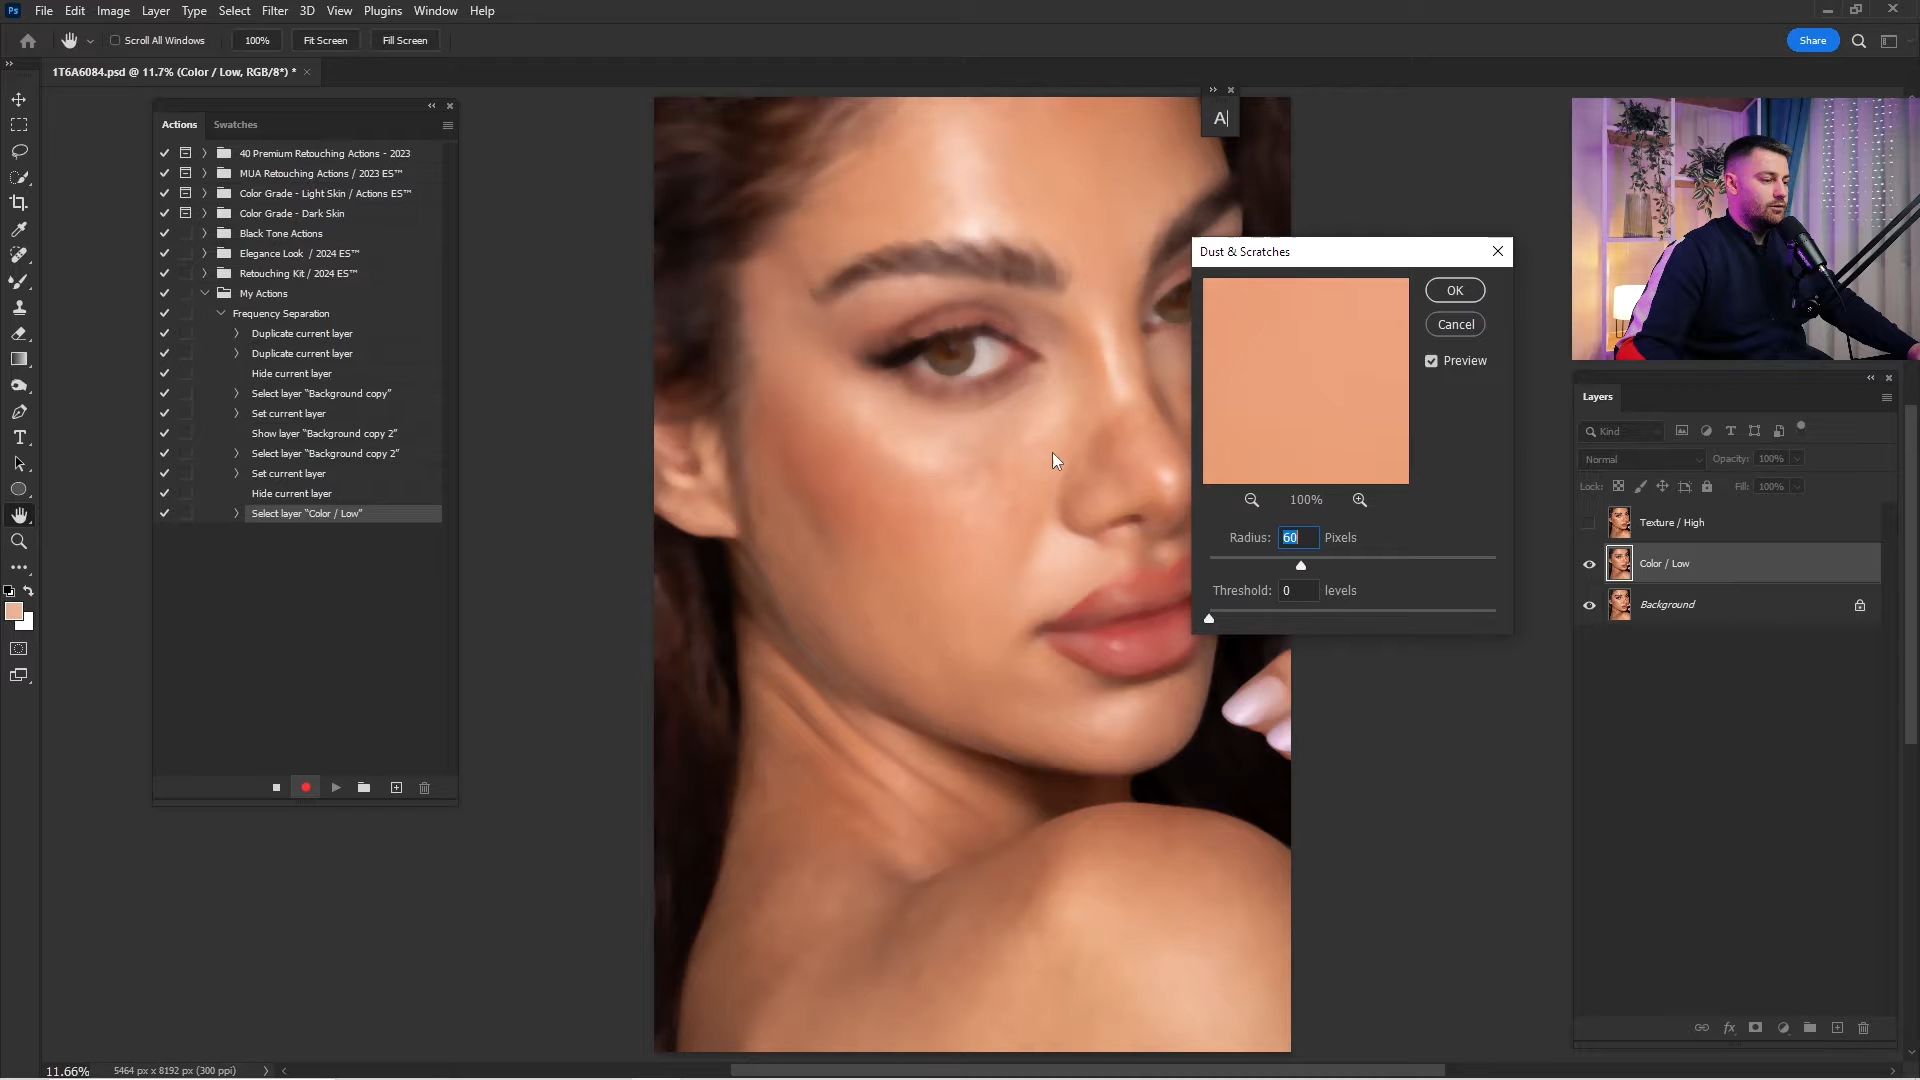 Ps File Edit Image Layer Type Select Filter 3D View Plugins Window Help
Scroll All Windows 100% Fit Screen Fill Screen Share
1T6A6084.psd @ 11.7% (Color / Low, RGB/8*) *
Actions Swatches
40 Premium Retouching Actions - 2023
MUA Retouching Actions / 2023 ES™
Color Grade - Light Skin / Actions ES™
Color Grade - Dark Skin
Black Tone Actions
Elegance Look / 2024 ES™
Retouching Kit / 2024 ES™
My Actions
Frequency Separation
Duplicate current layer
Duplicate current layer
Hide current layer
Select layer “Background copy”
Set current layer
Show layer “Background copy 2”
Select layer “Background copy 2”
Set current layer
Hide current layer
Select layer “Color / Low”
A
Dust & Scratches
OK
Cancel
Preview
100%
Radius: 60 Pixels
Threshold: 0 levels
Layers
Kind
Normal Opacity: 100%
Lock: Fill: 100%
Texture / High
Color / Low
Background
fx
11.66% 5464 px x 8192 px (300 ppi)